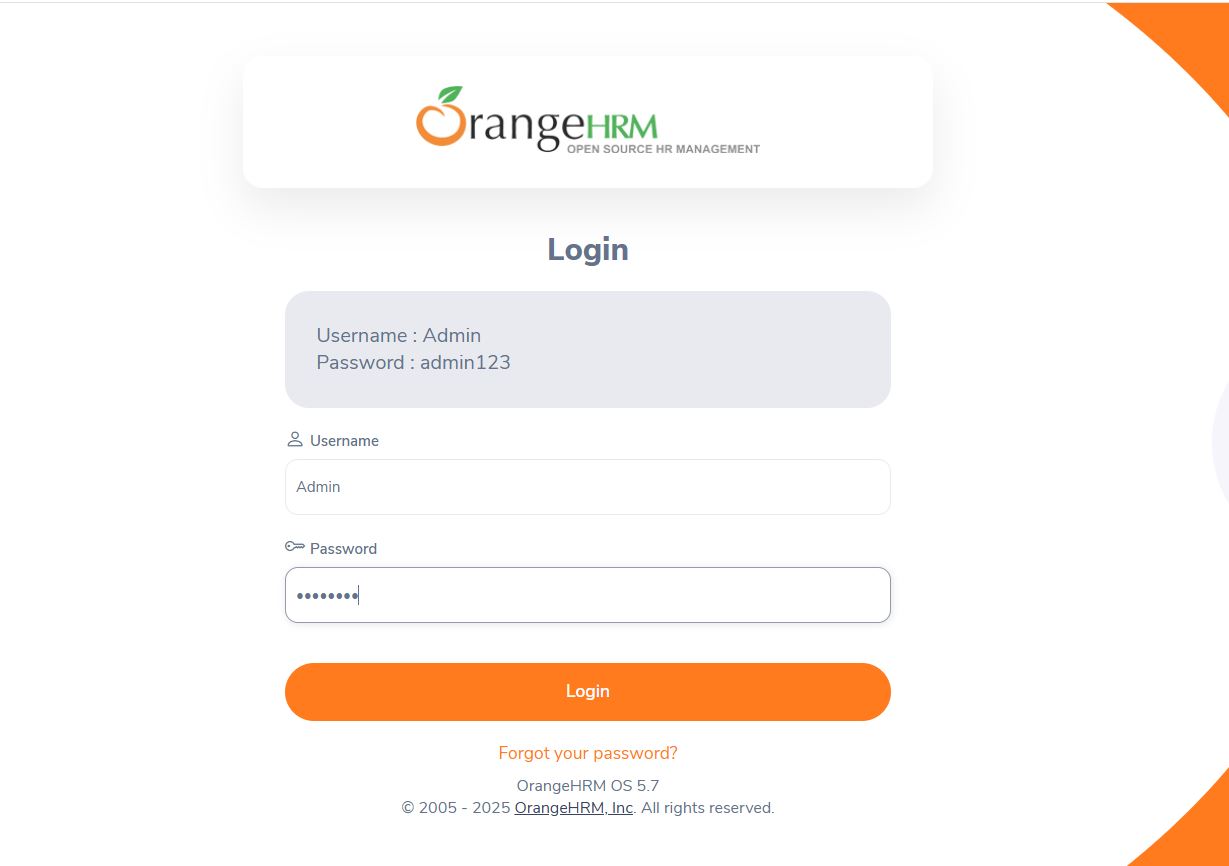 OrangeHRM
OPEN SOURCE HR MANAGEMENT
Login
Username : Admin
Password : admin123
Username
Admin
Password
••••••••
Login
Forgot your password?
OrangeHRM OS 5.7
© 2005 - 2025 OrangeHRM, Inc. All rights reserved.